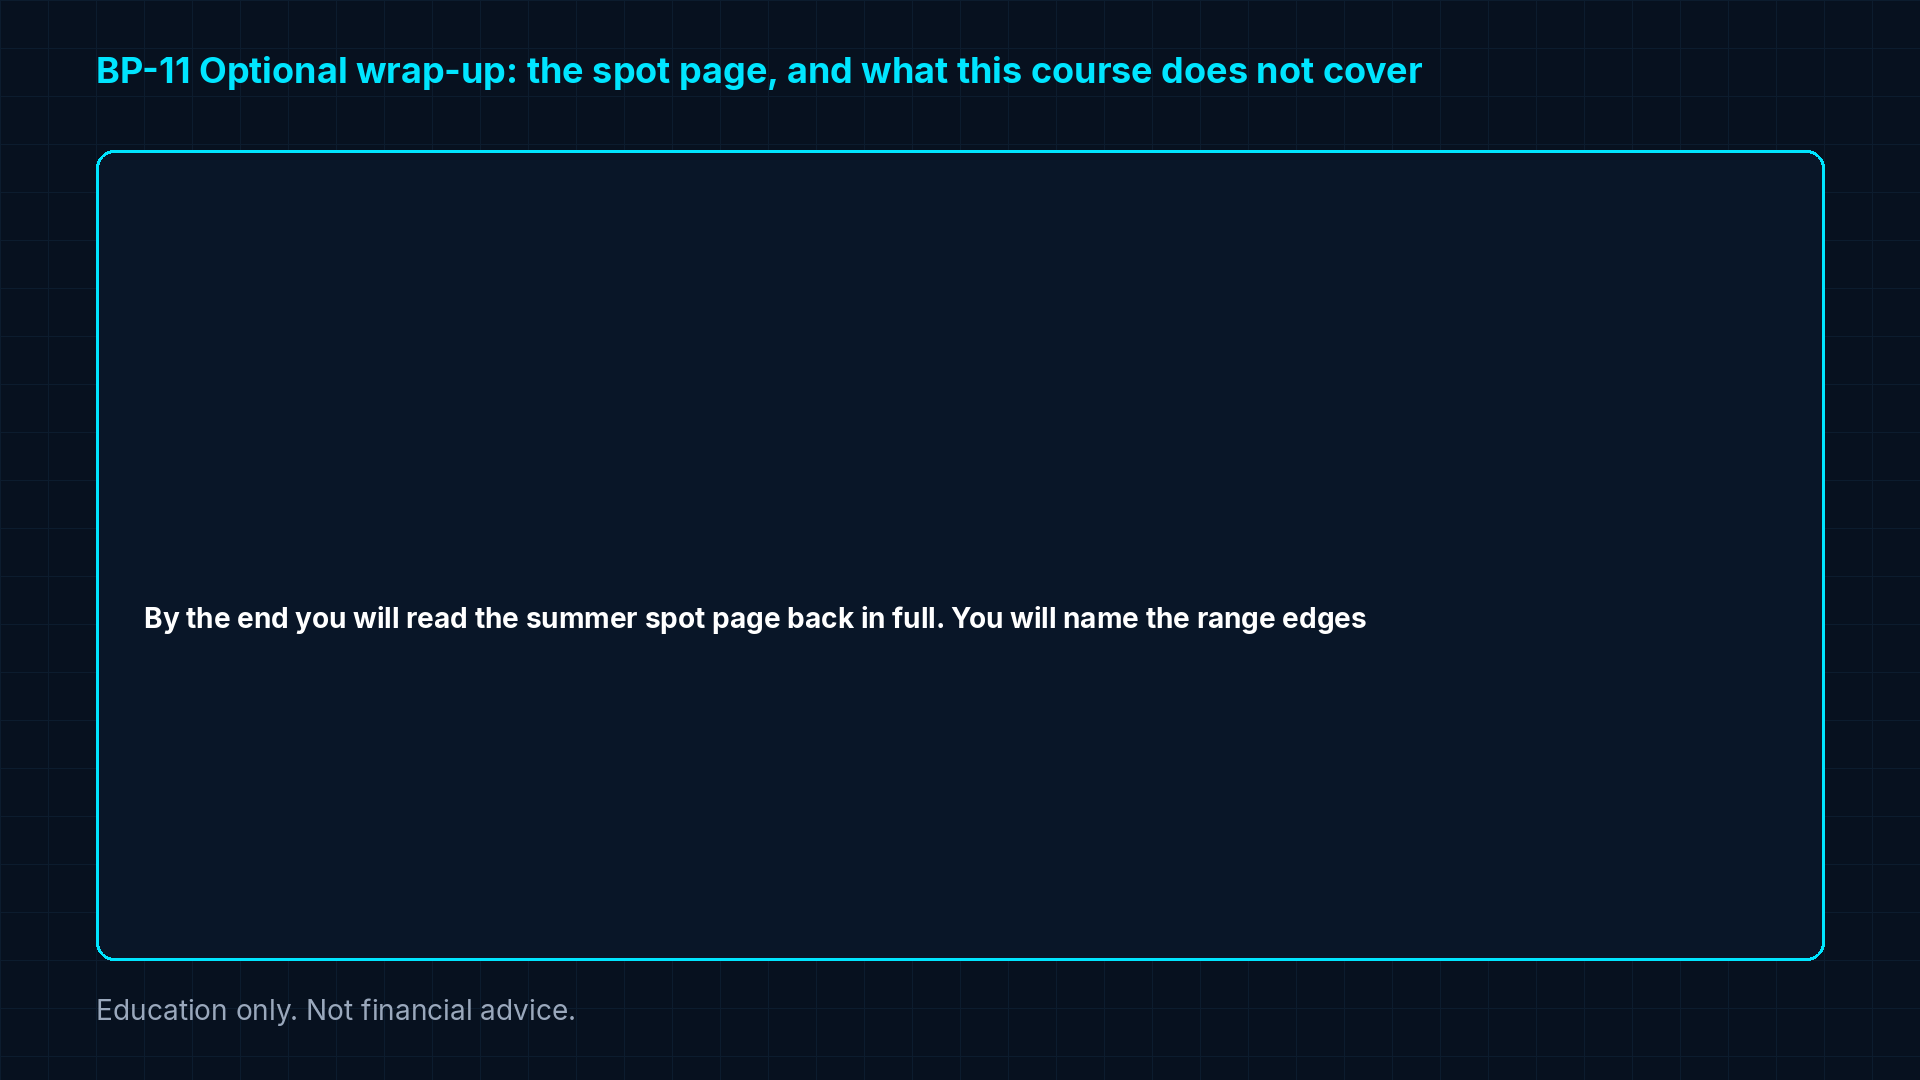 BP-11 Optional wrap-up: the spot page, and what this course does not cover
By the end you will read the summer spot page back in full. You will name the range edges
Education only. Not financial advice.